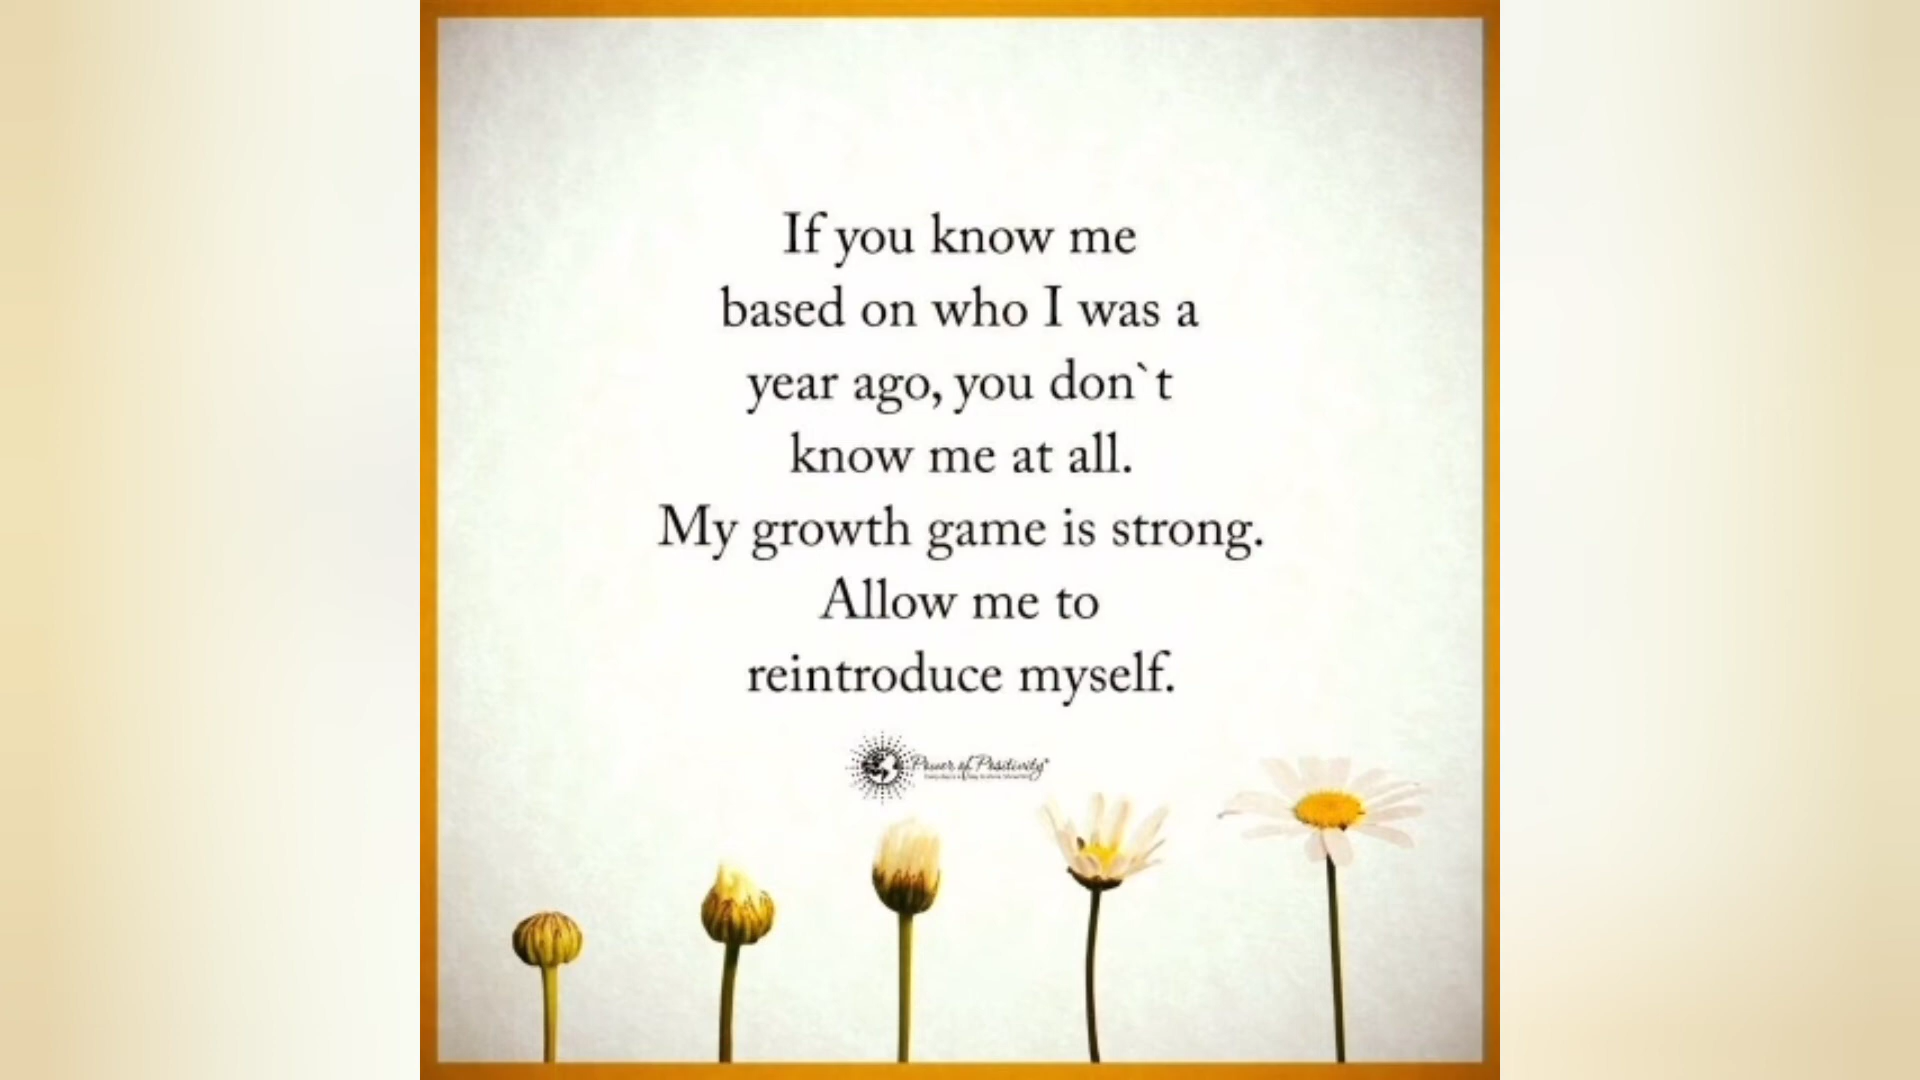 If you know me
based on who I was a
year ago, you don`t
know me at all.
My growth game is strong.
Allow me to
reintroduce myself.
Power of Positivity